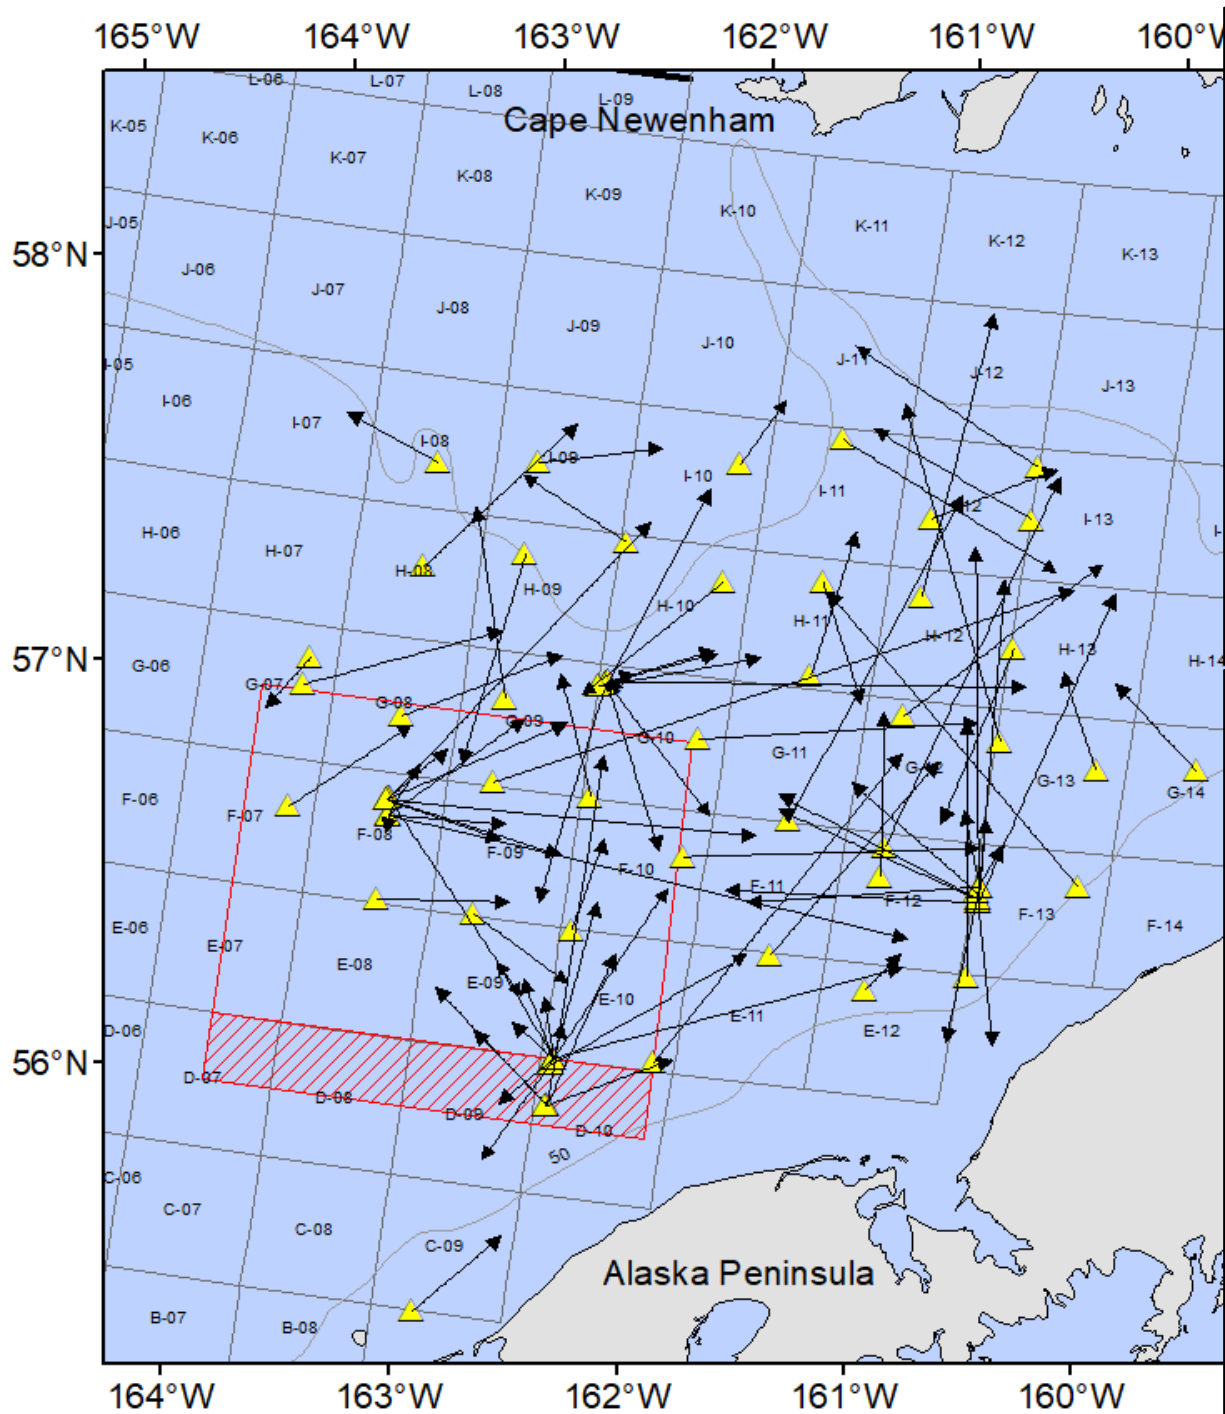 165°W 164°W 163°W 162°W 161°W 160°W
L-06 L-07 L-08 L-09
Cape Newenham
K-05 K-06 K-07 K-08 K-09 K-10 K-11 K-12 K-13
58°N
J-05 J-06 J-07 J-08 J-09 J-10 J-11 J-12 J-13
I-05 I-06 I-07 I-08 I-09 I-10 I-11 12 I-13 I-
H-06 H-07 H-08 H-09 H-10 H-11 H-12 H-13 H-14
57°N
G-06 G-07 G-08 G-09 G-10 G-11 G-12 G-13 G-14
F-06 F-07 F-08 F-09 F-10 F-11 F-12 F-13 F-14
E-06 E-07 E-08 E-09 E-10 E-11 E-12
56°N
D-06 D-07 D-08 D-09 D-10
50
C-06 C-07 C-08 C-09
Alaska Peninsula
B-07 B-08
164°W 163°W 162°W 161°W 160°W